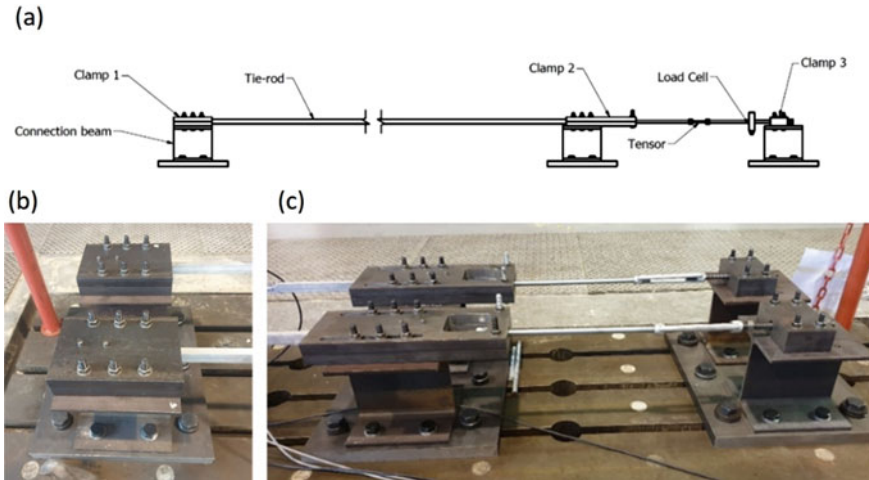 (a)
Clamp 1
Tie-rod
Clamp 2
Load Cell
Clamp 3
Connection beam
Tensor
(b)
(c)